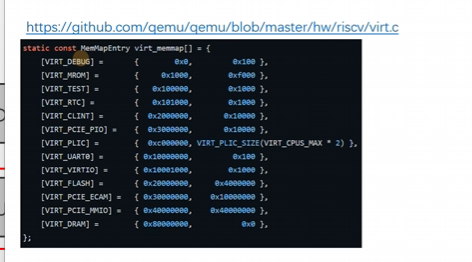 https://github.com/qemu/qemu/blob/master/hw/riscv/virt.c
static const MemMapEntry virt_memmap[] = {
[VIRT_DEBUG] = { 0x0, 0x100 },
[VIRT_MROM] = { 0x1000, 0xf000 },
[VIRT_TEST] = { 0x100000, 0x1000 },
[VIRT_RTC] = { 0x101000, 0x1000 },
[VIRT_CLINT] = { 0x2000000, 0x10000 },
[VIRT_PCIE_PIO] = { 0x3000000, 0x10000 },
[VIRT_PLIC] = { 0xc000000, VIRT_PLIC_SIZE(VIRT_CPUS_MAX * 2) },
[VIRT_UART0] = { 0x10000000, 0x100 },
[VIRT_VIRTIO] = { 0x10001000, 0x1000 },
[VIRT_FLASH] = { 0x20000000, 0x4000000 },
[VIRT_PCIE_ECAM] = { 0x30000000, 0x10000000 },
[VIRT_PCIE_MMIO] = { 0x40000000, 0x40000000 },
[VIRT_DRAM] = { 0x80000000, 0x0 },
};